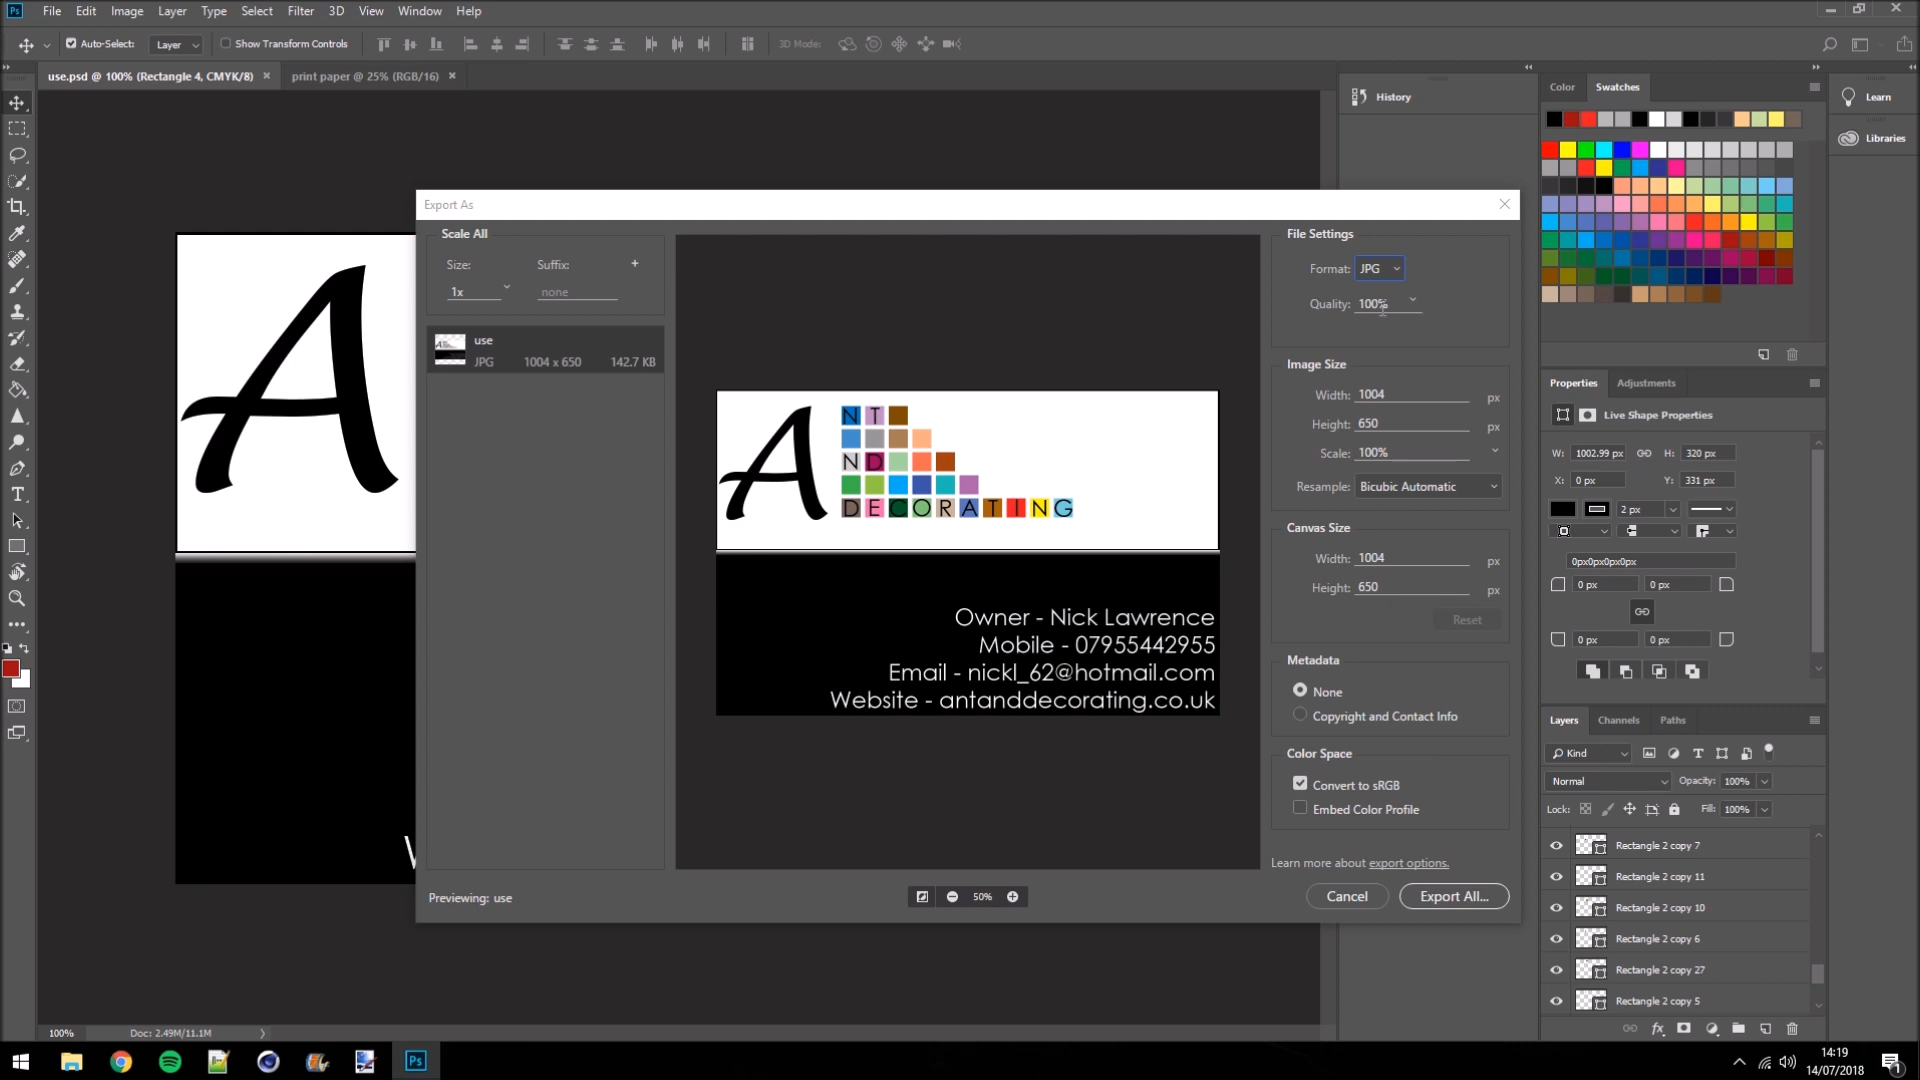 Ps File Edit Image Layer Type Select Filter 3D View Window Help
Auto-Select: Layer Show Transform Controls 3D Mode:
use.psd @ 100% (Rectangle 4, CMYK/8) × print paper @ 25% (RGB/16) ×
History
Color Swatches
Learn
Libraries
Export As
Scale All
Size: Suffix: +
1x none
use
JPG 1004 x 650 142.7 KB
A
W
A
N T
N D
D E C O R A T I N G
Owner - Nick Lawrence
Mobile - 07955442955
Email - nickl_62@hotmail.com
Website - antanddecorating.co.uk
Previewing: use
50%
File Settings
Format: JPG
Quality: 100%
Image Size
Width: 1004 px
Height: 650 px
Scale: 100%
Resample: Bicubic Automatic
Canvas Size
Width: 1004 px
Height: 650 px
Reset
Metadata
None
Copyright and Contact Info
Color Space
Convert to sRGB
Embed Color Profile
Learn more about export options.
Cancel Export All...
Properties Adjustments
Live Shape Properties
W: 1002.99 px H: 320 px
X: 0 px Y: 331 px
2 px
0px0px0px0px
0 px 0 px
0 px 0 px
Layers Channels Paths
Kind
Normal Opacity: 100%
Lock: Fill: 100%
Rectangle 2 copy 7
Rectangle 2 copy 11
Rectangle 2 copy 10
Rectangle 2 copy 6
Rectangle 2 copy 27
Rectangle 2 copy 5
fx
100% Doc: 2.49M/11.1M
Ps
14:19
14/07/2018
1